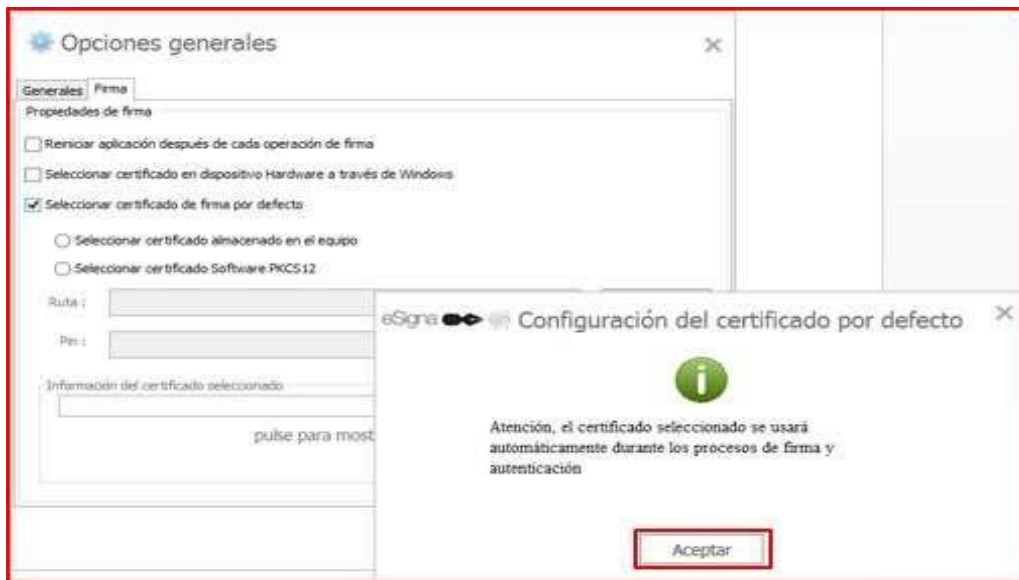 Opciones generales
Generales Firma
Propiedades de firma
Reiniciar aplicación después de cada operación de firma
Seleccionar certificado en dispositivo Hardware a través de Windows
Seleccionar certificado de firma por defecto
Seleccionar certificado almacenado en el equipo
Seleccionar certificado Software PKCS12
Ruta :
Pin :
Información del certificado seleccionado
pulse para most
eSigna Configuración del certificado por defecto
Atención, el certificado seleccionado se usará
automáticamente durante los procesos de firma y
autenticación
Aceptar